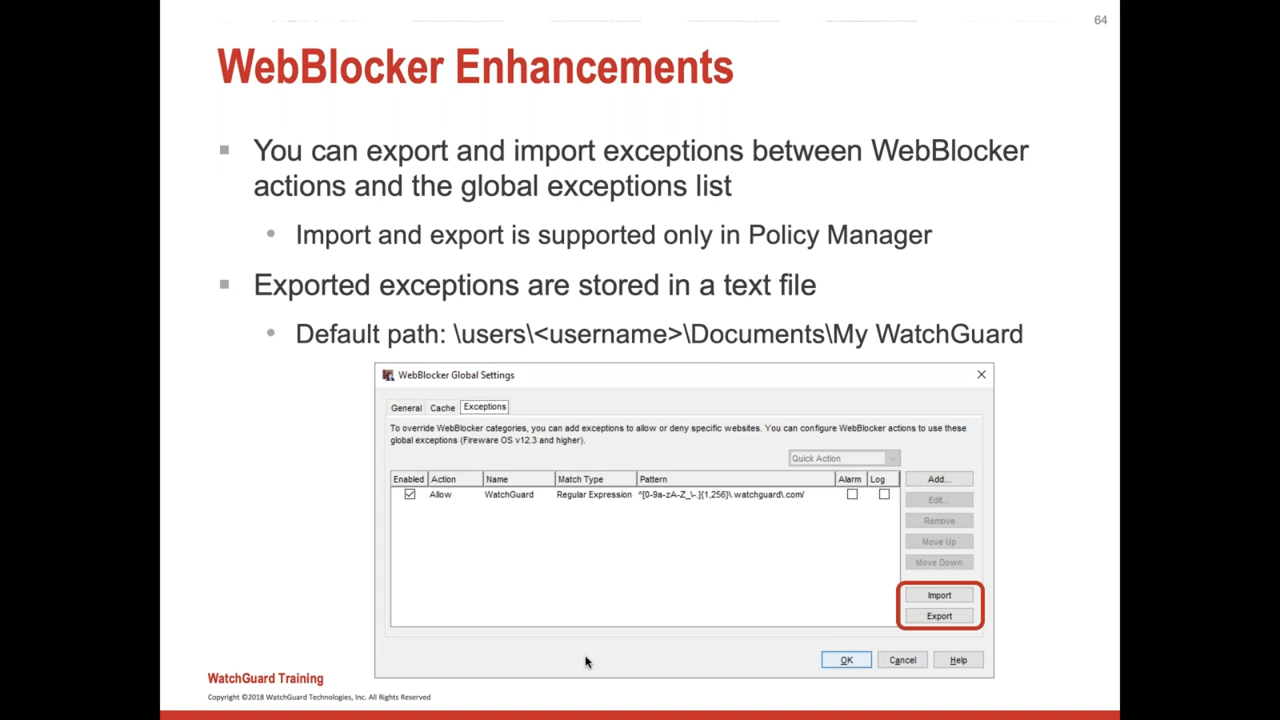 64
WebBlocker Enhancements
You can export and import exceptions between WebBlocker
actions and the global exceptions list
Import and export is supported only in Policy Manager
Exported exceptions are stored in a text file
Default path: \users\<username>\Documents\My WatchGuard
WebBlocker Global Settings
General Cache Exceptions
To override WebBlocker categories, you can add exceptions to allow or deny specific websites. You can configure WebBlocker actions to use these
global exceptions (Fireware OS v12.3 and higher).
Quick Action
Enabled Action Name Match Type Pattern Alarm Log
Allow WatchGuard Regular Expression ^[0-9a-zA-Z_\-.]{1,256}\.watchguard\.com/
Add...
Edit...
Remove
Move Up
Move Down
Import
Export
OK Cancel Help
WatchGuard Training
Copyright ©2018 WatchGuard Technologies, Inc. All Rights Reserved